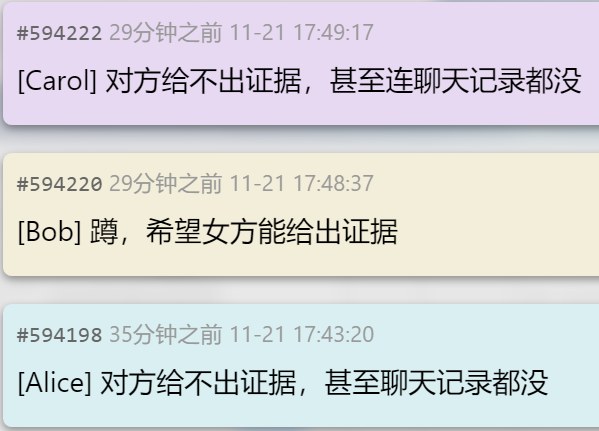 #594222 29分钟之前 11-21 17:49:17
[Carol] 对方给不出证据，甚至连聊天记录都没
#594220 29分钟之前 11-21 17:48:37
[Bob] 蹲，希望女方能给出证据
#594198 35分钟之前 11-21 17:43:20
[Alice] 对方给不出证据，甚至聊天记录都没